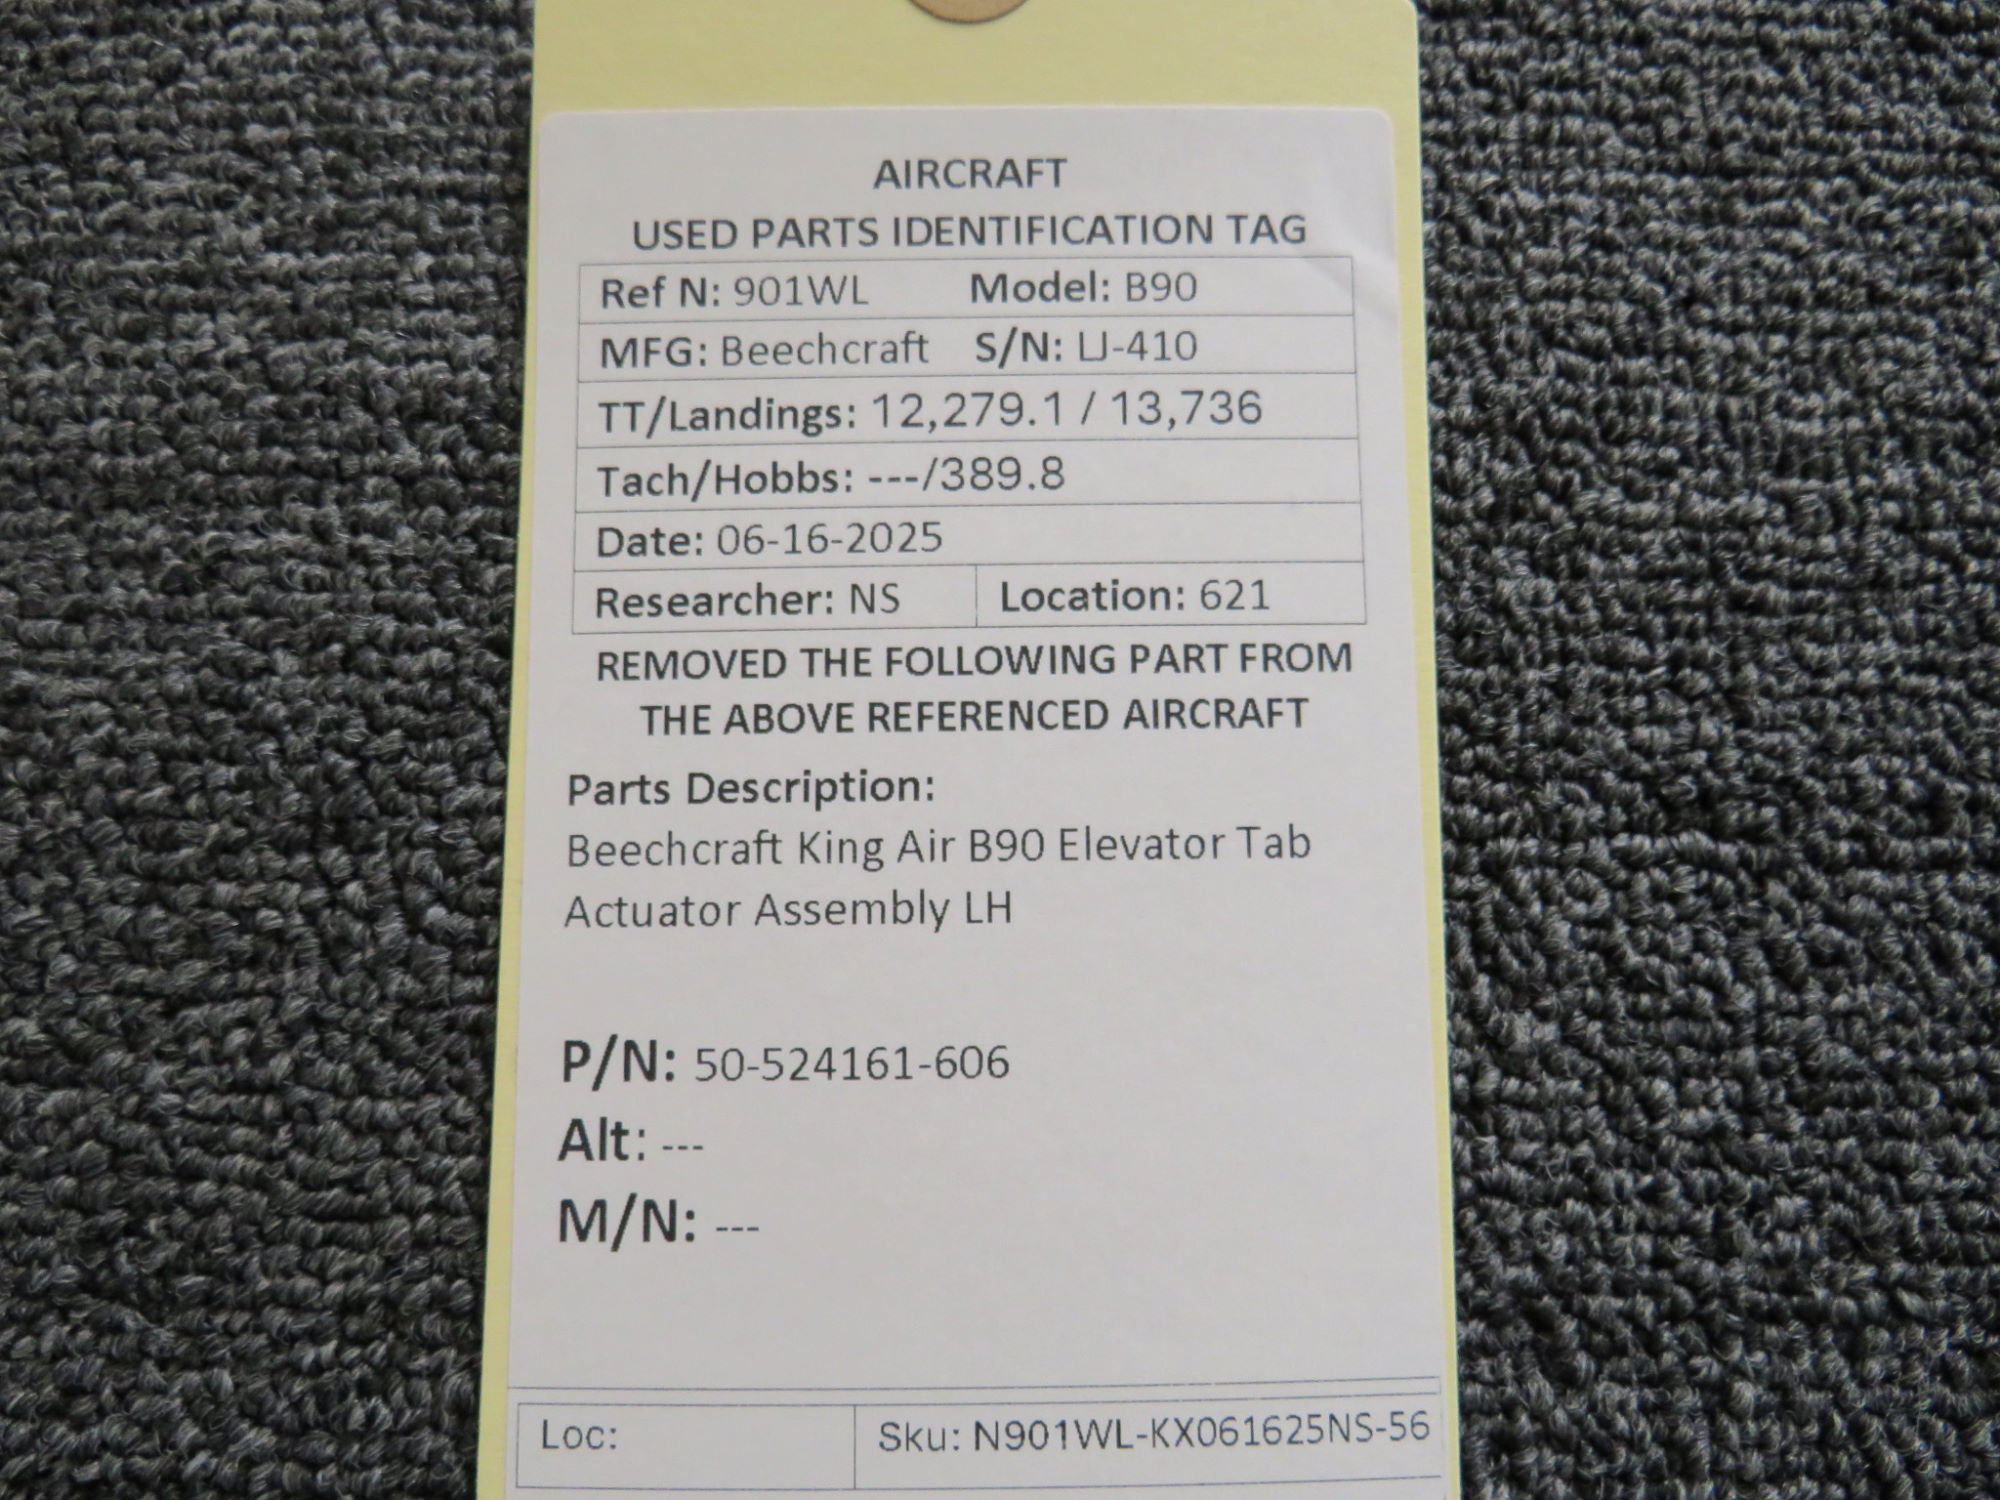 AIRCRAFT
USED PARTS IDENTIFICATION TAG
Ref N: 901WL Model: B90
MFG: Beechcraft S/N: LJ-410
TT/Landings: 12,279.1 / 13,736
Tach/Hobbs: ---/389.8
Date: 06-16-2025
Researcher: NS Location: 621
REMOVED THE FOLLOWING PART FROM
THE ABOVE REFERENCED AIRCRAFT
Parts Description:
Beechcraft King Air B90 Elevator Tab
Actuator Assembly LH
P/N: 50-524161-606
Alt: ---
M/N: ---
Loc: Sku: N901WL-KX061625NS-56